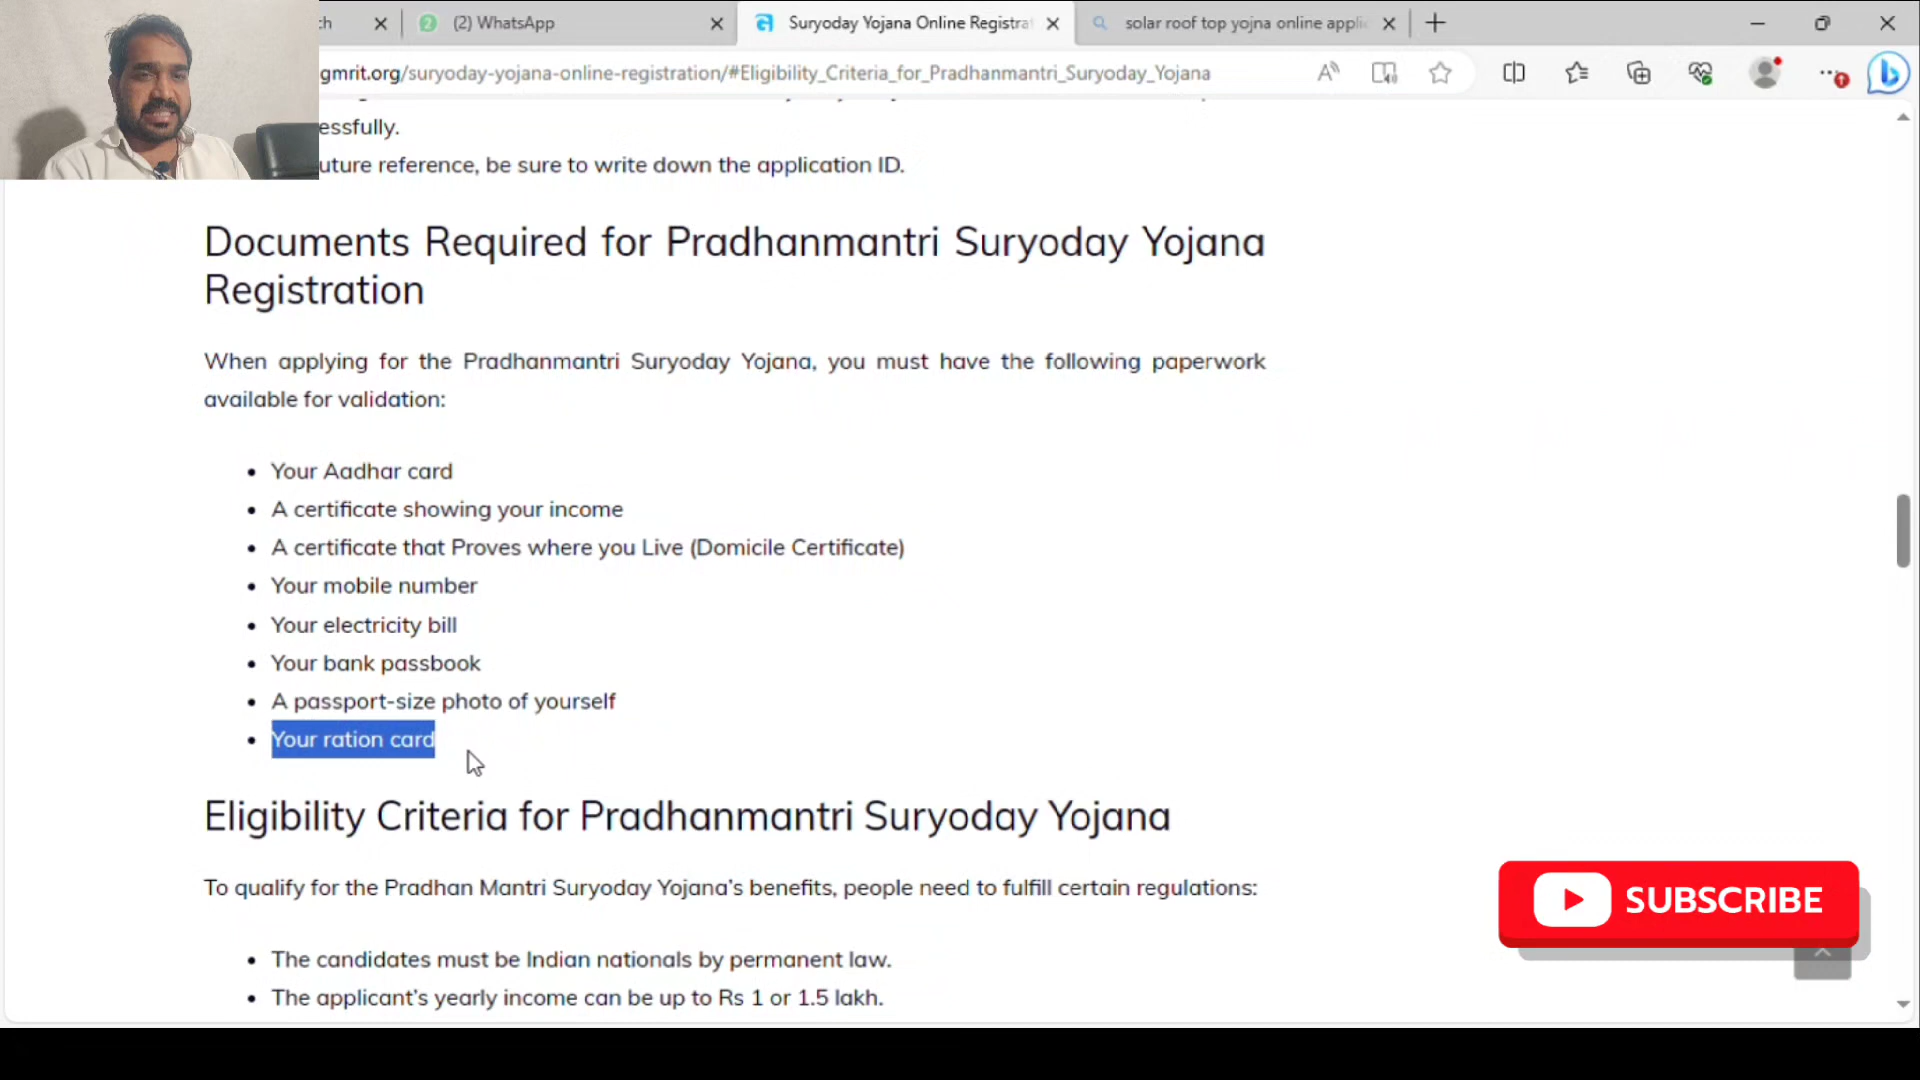 ch
(2) WhatsApp
Suryoday Yojana Online Registra
solar roof top yojna online appli
gmrit.org/suryoday-yojana-online-registration/#Eligibility_Criteria_for_Pradhanmantri_Suryoday_Yojana
essfully.
uture reference, be sure to write down the application ID.
Documents Required for Pradhanmantri Suryoday Yojana
Registration
When applying for the Pradhanmantri Suryoday Yojana, you must have the following paperwork
available for validation:
• Your Aadhar card
• A certificate showing your income
• A certificate that Proves where you Live (Domicile Certificate)
• Your mobile number
• Your electricity bill
• Your bank passbook
• A passport-size photo of yourself
• Your ration card
Eligibility Criteria for Pradhanmantri Suryoday Yojana
To qualify for the Pradhan Mantri Suryoday Yojana's benefits, people need to fulfill certain regulations:
SUBSCRIBE
• The candidates must be Indian nationals by permanent law.
• The applicant's yearly income can be up to Rs 1 or 1.5 lakh.